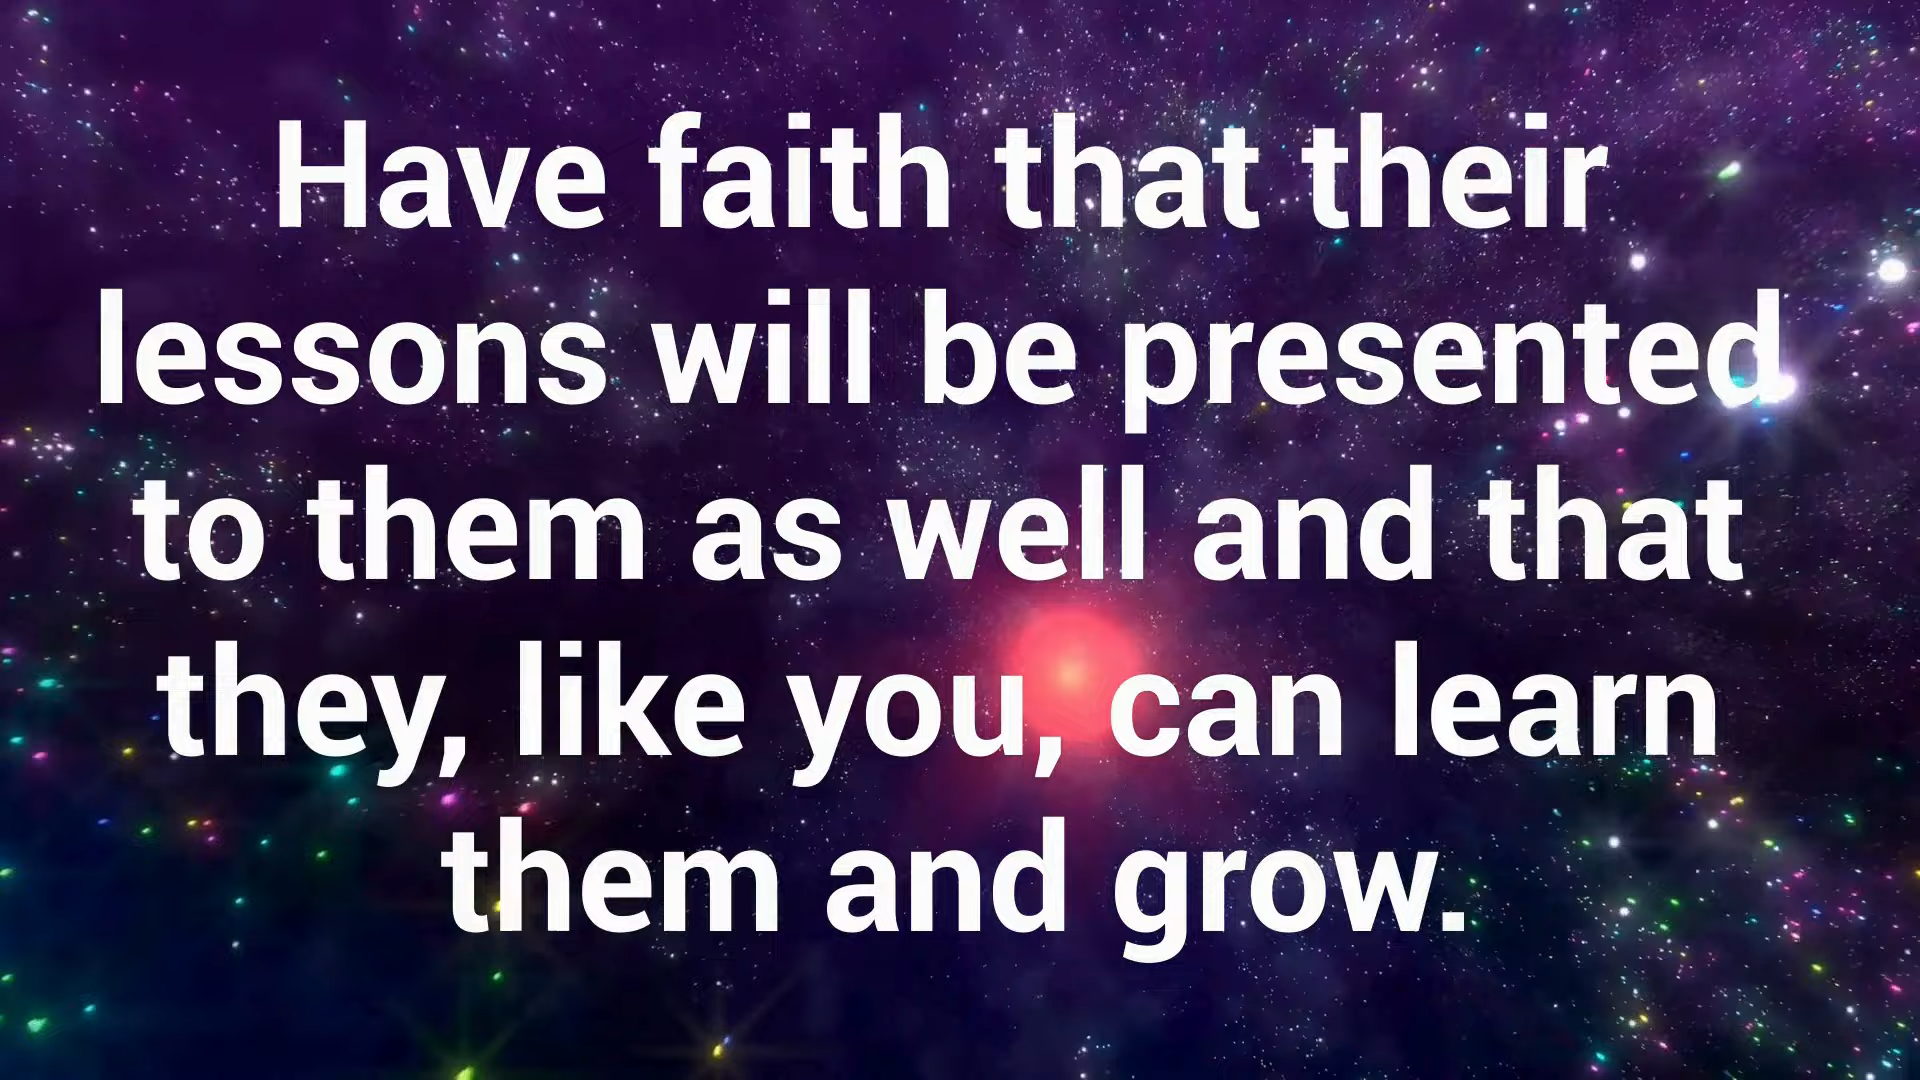 Have faith that their
lessons will be presented
to them as well and that
they, like you, can learn
them and grow.